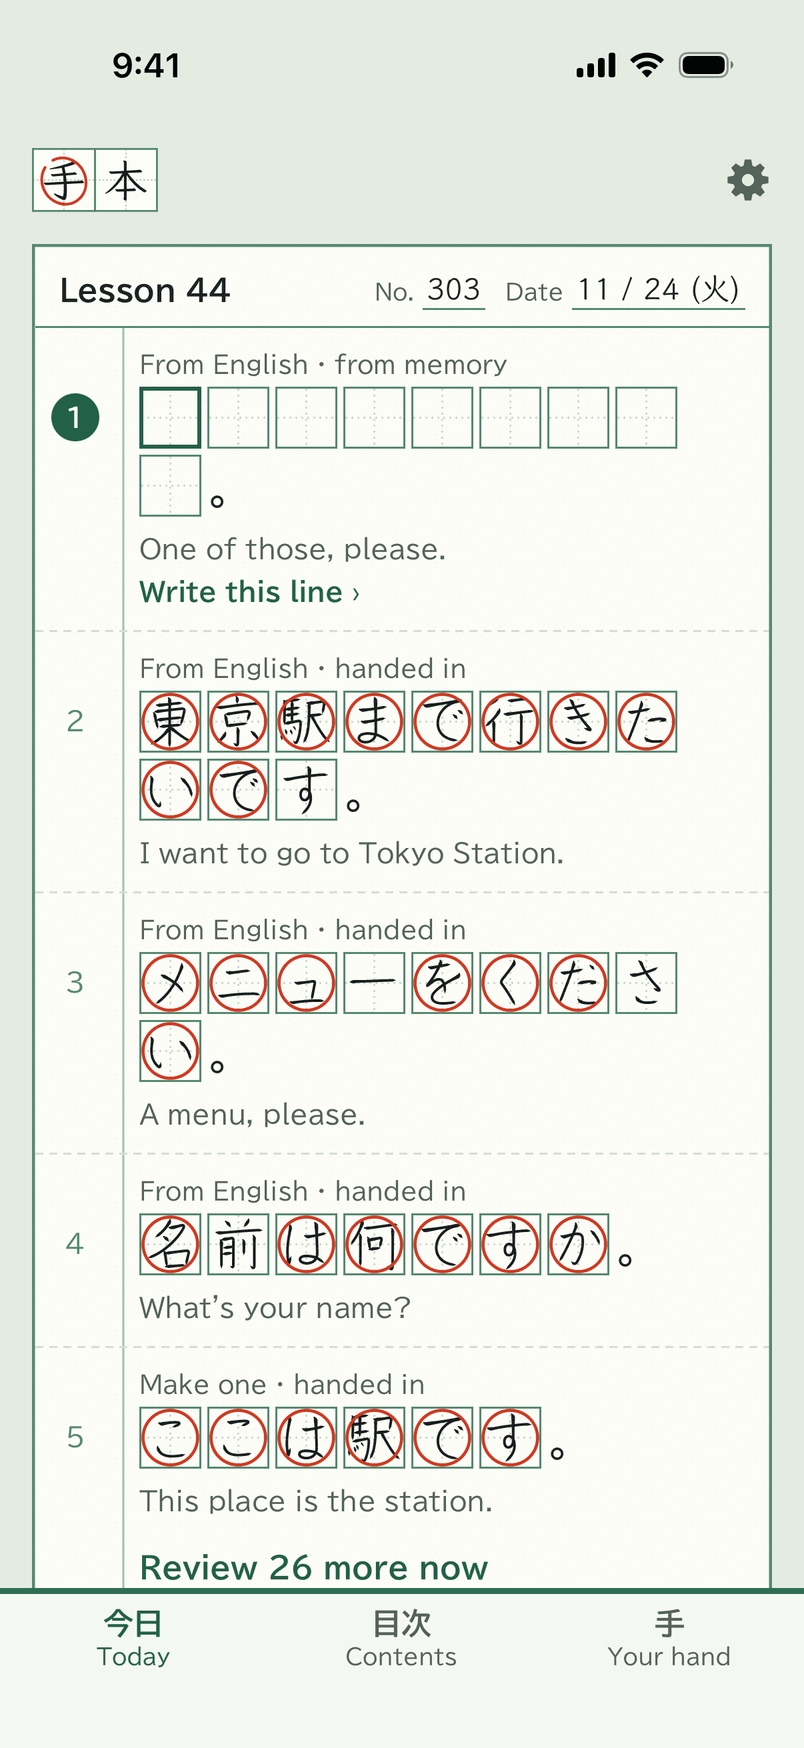 9:41
手本
Lesson 44 No. 303 Date 11 / 24 (火)
From English・from memory
1
。
One of those, please.
Write this line ›
From English・handed in
2 東京駅まで行きた
いです。
I want to go to Tokyo Station.
From English・handed in
3 メニューをくださ
い。
A menu, please.
From English・handed in
4 名前は何ですか。
What's your name?
Make one・handed in
5 ここは駅です。
This place is the station.
Review 26 more now
今日 目次 手
Today Contents Your hand